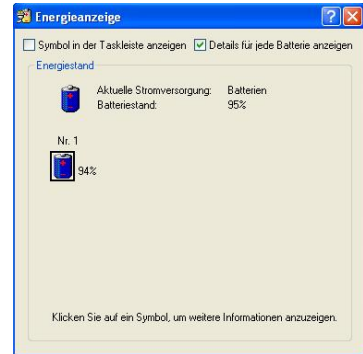 Energieanzeige
Symbol in der Taskleiste anzeigen Details für jede Batterie anzeigen
Energiestand
Aktuelle Stromversorgung: Batterien
Batteriestand: 95%
Nr. 1
94%
Klicken Sie auf ein Symbol, um weitere Informationen anzuzeigen.